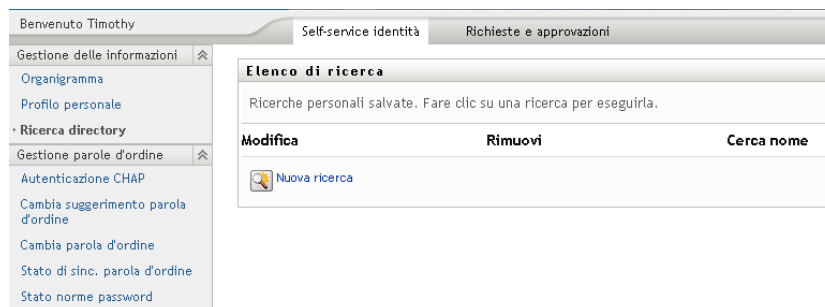 Benvenuto Timothy
Self-service identità
Richieste e approvazioni
Gestione delle informazioni
Organigramma
Profilo personale
Ricerca directory
Gestione parole d'ordine
Autenticazione CHAP
Cambia suggerimento parola
d'ordine
Cambia parola d'ordine
Stato di sinc. parola d'ordine
Stato norme password
Elenco di ricerca
Ricerche personali salvate. Fare clic su una ricerca per eseguirla.
Modifica Rimuovi Cerca nome
Nuova ricerca